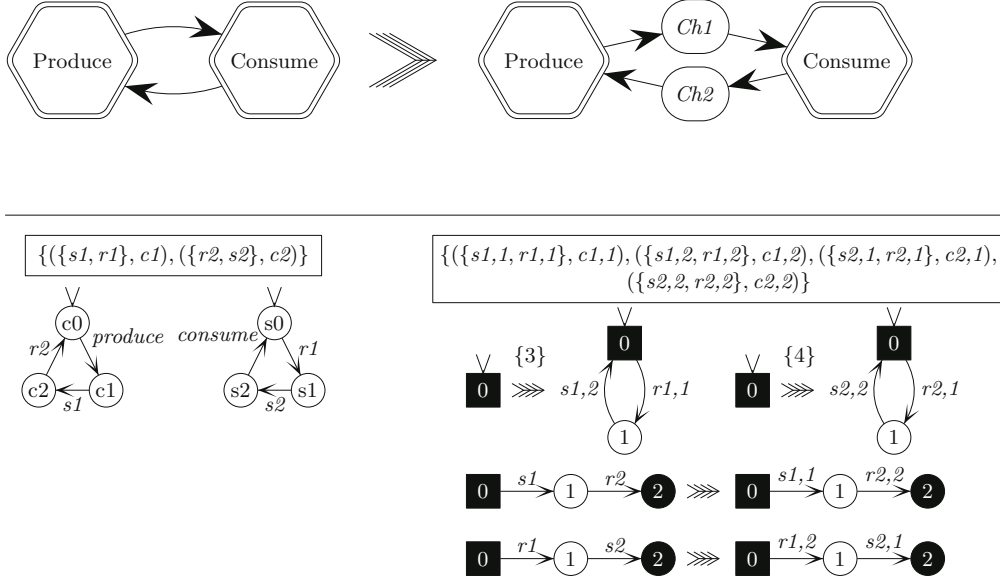 Produce Consume Produce Ch1 Ch2 Consume
{({s1, r1}, c1), ({r2, s2}, c2)}
{({s1,1, r1,1}, c1,1), ({s1,2, r1,2}, c1,2), ({s2,1, r2,1}, c2,1),
({s2,2, r2,2}, c2,2)}
c0 produce r2 c2 s1 c1
s0 consume r1 s2 s2 s1
0 {3} 0 s1,2 r1,1 1
0 {4} 0 s2,2 r2,1 1
0 s1 1 r2 2 0 s1,1 1 r2,2 2
0 r1 1 s2 2 0 r1,2 1 s2,1 2